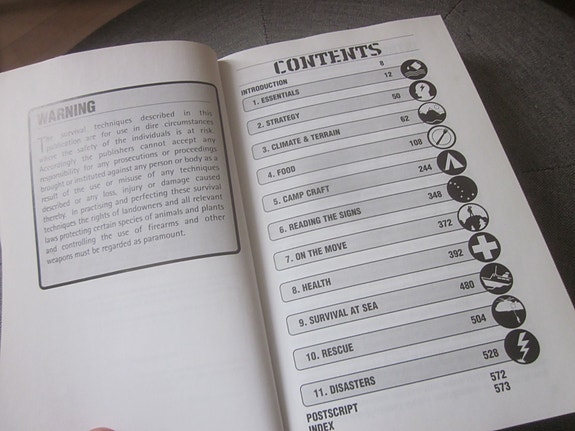 WARNING
The survival techniques described in this
publication are for use in dire circumstances
when the safety of the individuals is at risk.
Accordingly, the publishers cannot accept any
responsibility for any prosecutions or proceedings
brought or instituted against any person or body as a
result of the use or misuse of any techniques
described or any loss, injury or damage caused
thereby. In practising and perfecting these survival
techniques the rights of landowners and all relevant
laws protecting certain species of animals and plants
and controlling the use of firearms and other
weapons must be regarded as paramount.
CONTENTS
INTRODUCTION 8
1. ESSENTIALS 12
2. STRATEGY 50
3. CLIMATE & TERRAIN 62
4. FOOD 108
5. CAMP CRAFT 244
6. READING THE SIGNS 348
7. ON THE MOVE 372
8. HEALTH 392
9. SURVIVAL AT SEA 480
10. RESCUE 504
11. DISASTERS 528
POSTSCRIPT 572
INDEX 573